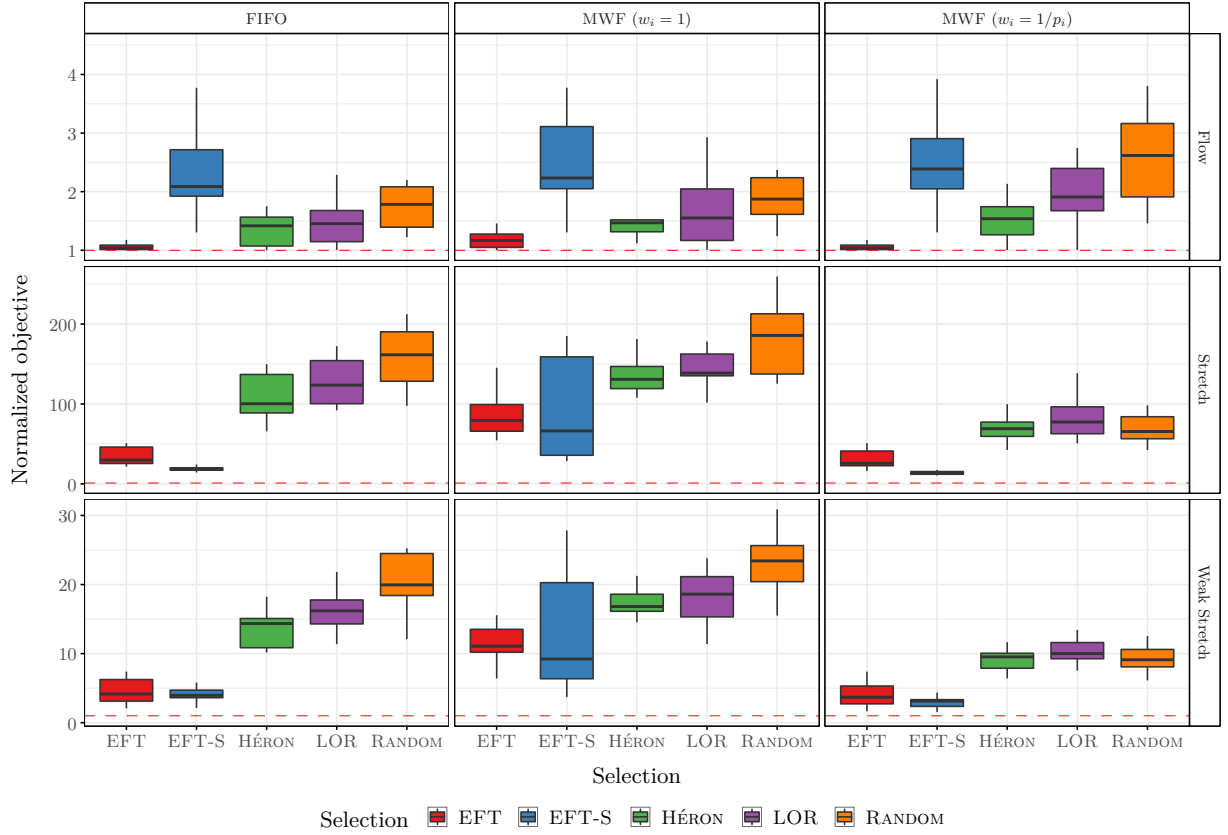 FIFO
MWF (w_i = 1)
MWF (w_i = 1/p_i)
Normalized objective
4
3
2
1
Flow
200
100
0
Stretch
30
20
10
0
Weak Stretch
EFT EFT-S HÉRON LOR RANDOM
EFT EFT-S HÉRON LOR RANDOM
EFT EFT-S HÉRON LOR RANDOM
Selection
Selection EFT EFT-S HÉRON LOR RANDOM